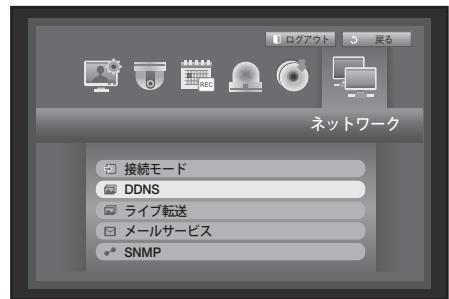 ログアウト 戻る
REC
ネットワーク
接続モード
DDNS
ライブ転送
メールサービス
SNMP